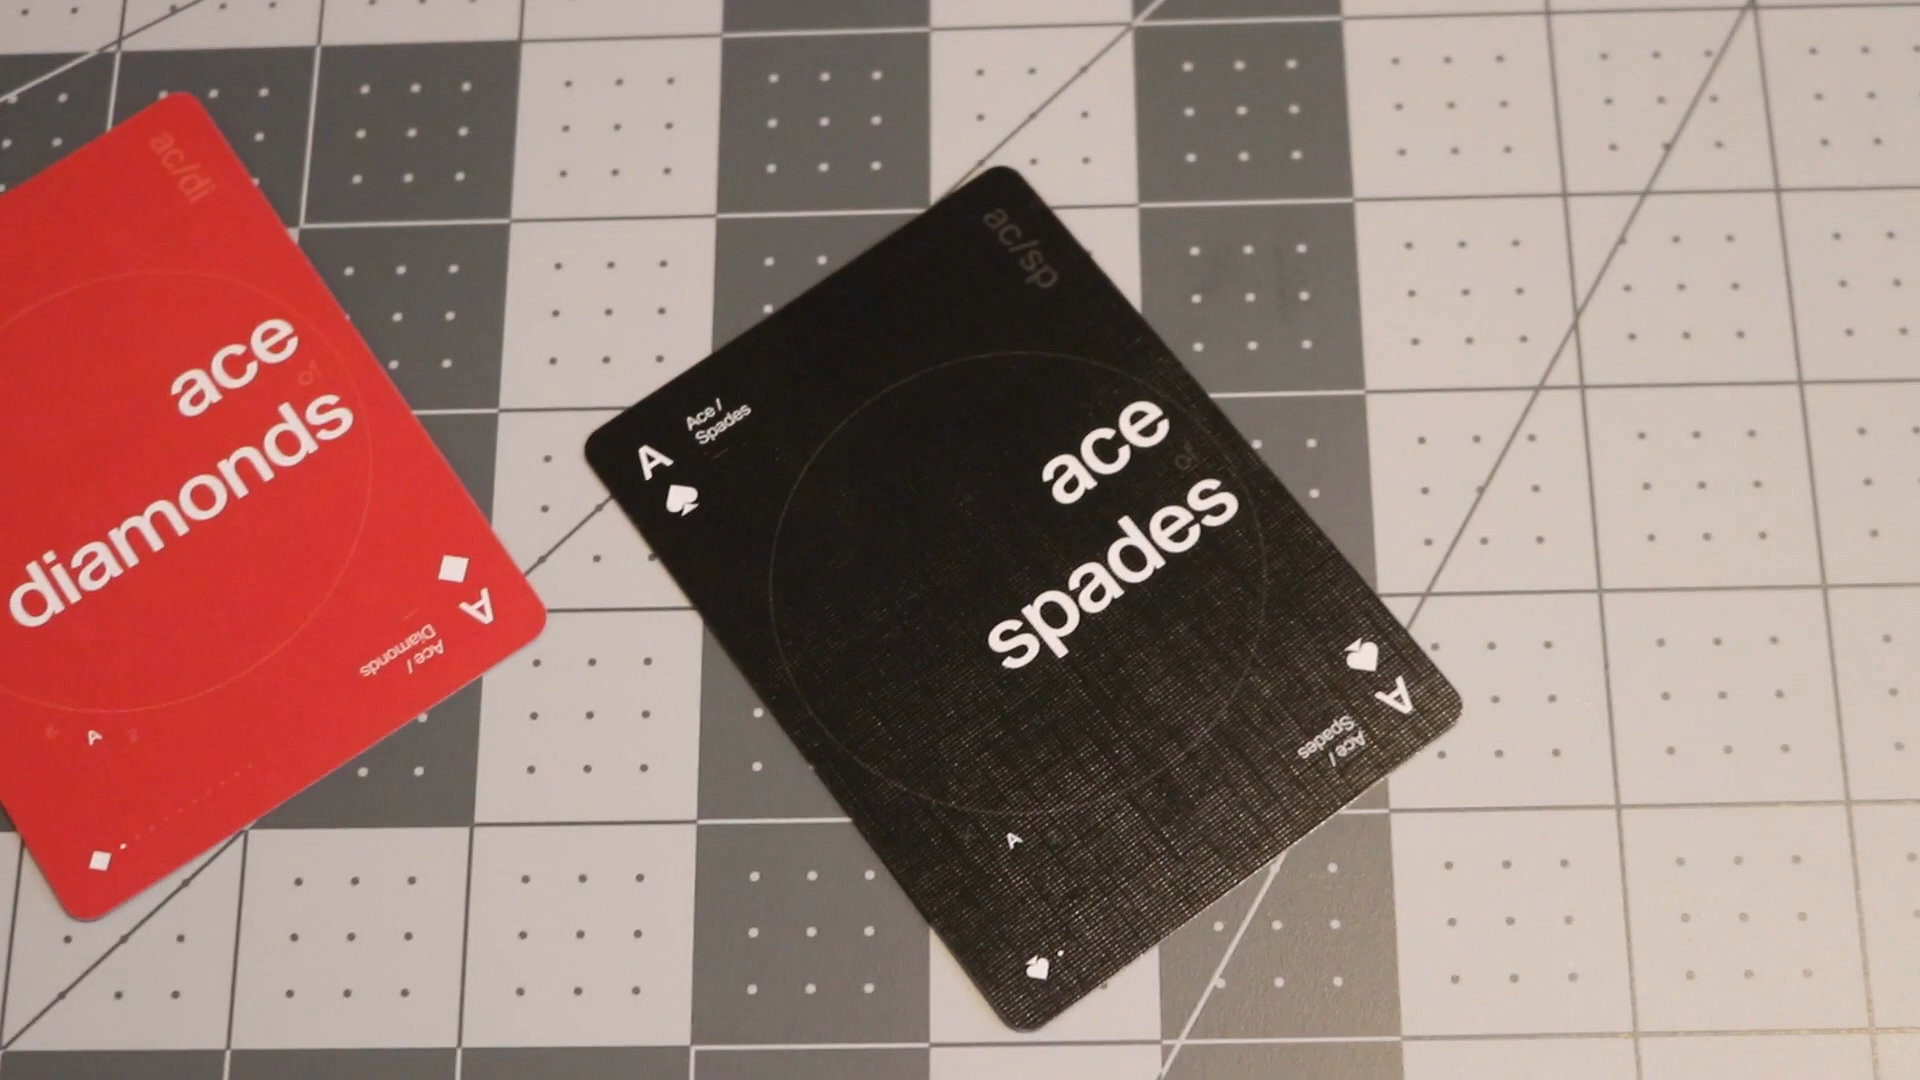 ac/di
ace
of
diamonds
A
Ace /
Diamonds
A
ac/sp
A
Ace /
Spades
ace
of
spades
A
Ace /
Spades
A